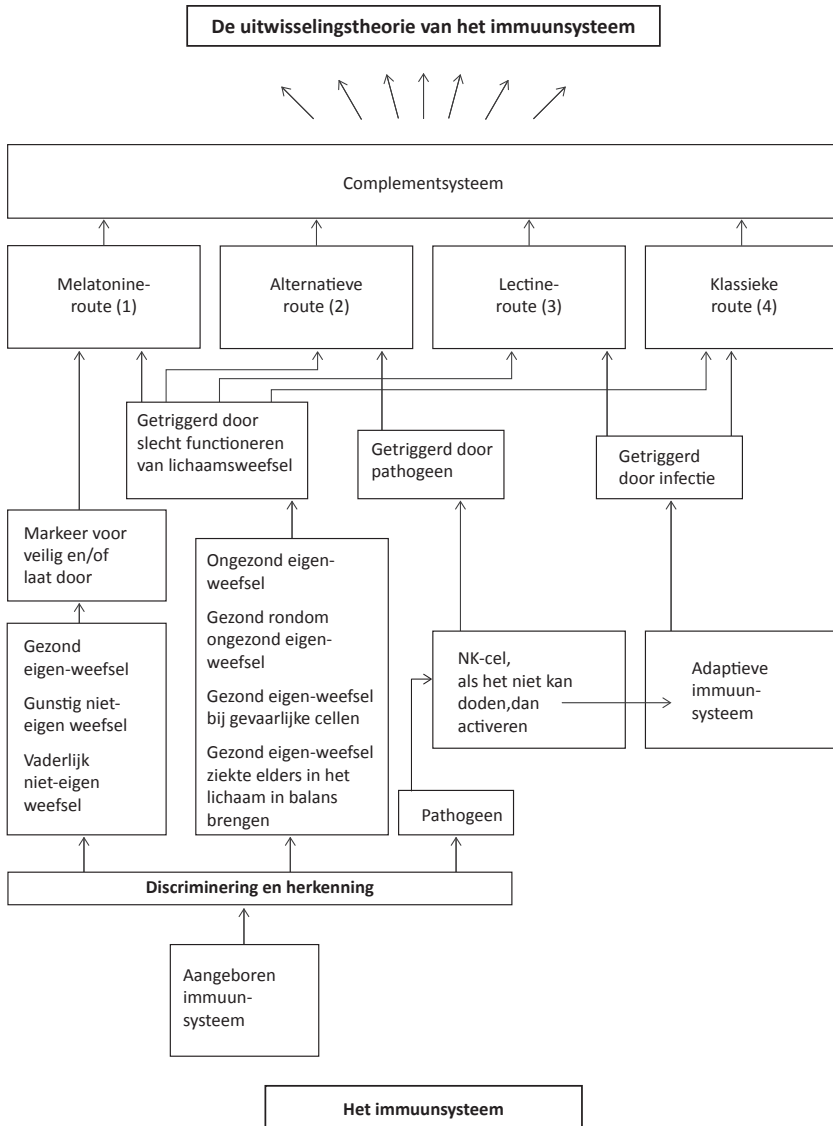 De uitwisselingstheorie van het immuunsysteem
Complementsysteem
Melatonine-
route (1)
Alternatieve
route (2)
Lectine-
route (3)
Klassieke
route (4)
Getriggerd door
slecht functioneren
van lichaamsweefsel
Getriggerd door
pathogeen
Getriggerd
door infectie
Markeer voor
veilig en/of
laat door
Ongezond eigen-
weefsel
Gezond rondom
ongezond eigen-
weefsel
Gezond eigen-weefsel
bij gevaarlijke cellen
Gezond eigen-weefsel
ziekte elders in het
lichaam in balans
brengen
Gezond
eigen-weefsel
Gunstig niet-
eigen weefsel
Vaderlijk
niet-eigen
weefsel
NK-cel,
als het niet kan
doden,dan
activeren
Adaptieve
immuun-
systeem
Pathogeen
Discriminering en herkenning
Aangeboren
immuun-
systeem
Het immuunsysteem